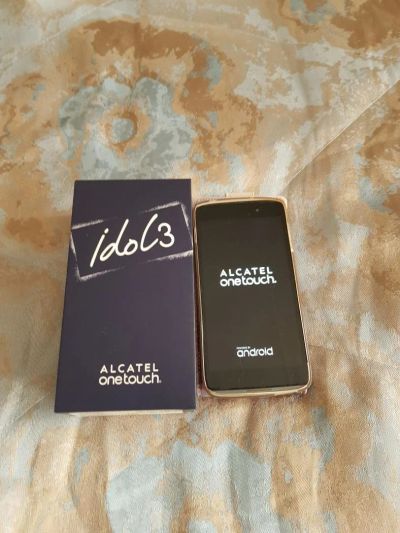 idol3
ALCATEL
onetouch.
ALCATEL
onetouch.
android